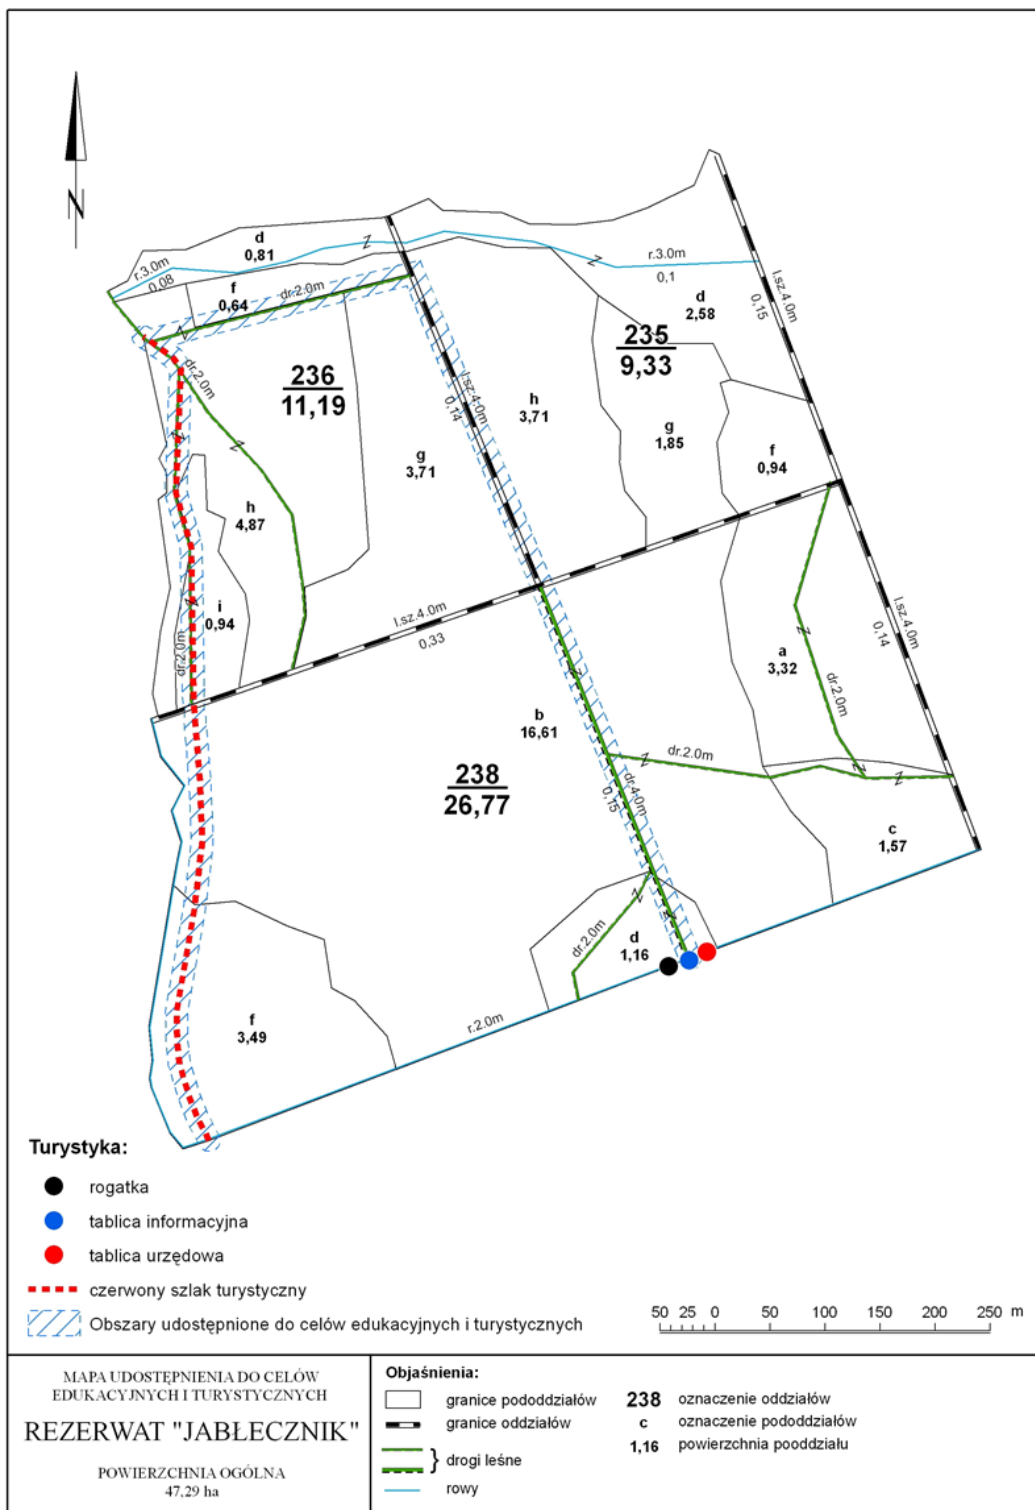 N
d
0,81
r.3.0m
0,08
f
0,64
dr.2.0m
r.3.0m
0,1
d
2,58
l.sz.4.0m
0,15
235
9,33
236
11,19
dr.2.0m
l.sz.4.0m
0,14
h
3,71
g
1,85
f
0,94
g
3,71
h
4,87
i
0,94
dr.2.0m
l.sz.4.0m
0,33
l.sz.4.0m
0,14
a
3,32
dr.2.0m
b
16,61
dr.2.0m
238
26,77
dr.4.0m
0,15
c
1,57
dr.2.0m
d
1,16
f
3,49
r.2.0m
Turystyka:
rogatka
tablica informacyjna
tablica urzędowa
czerwony szlak turystyczny
Obszary udostępnione do celów edukacyjnych i turystycznych
50 25 0 50 100 150 200 250 m
MAPA UDOSTĘPNIENIA DO CELÓW
EDUKACYJNYCH I TURYSTYCZNYCH
REZERWAT "JABŁECZNIK"
POWIERZCHNIA OGÓLNA
47,29 ha
Objaśnienia:
granice pododdziałów
granice oddziałów
drogi leśne
rowy
238 oznaczenie oddziałów
c oznaczenie pododdziałów
1,16 powierzchnia pooddziału